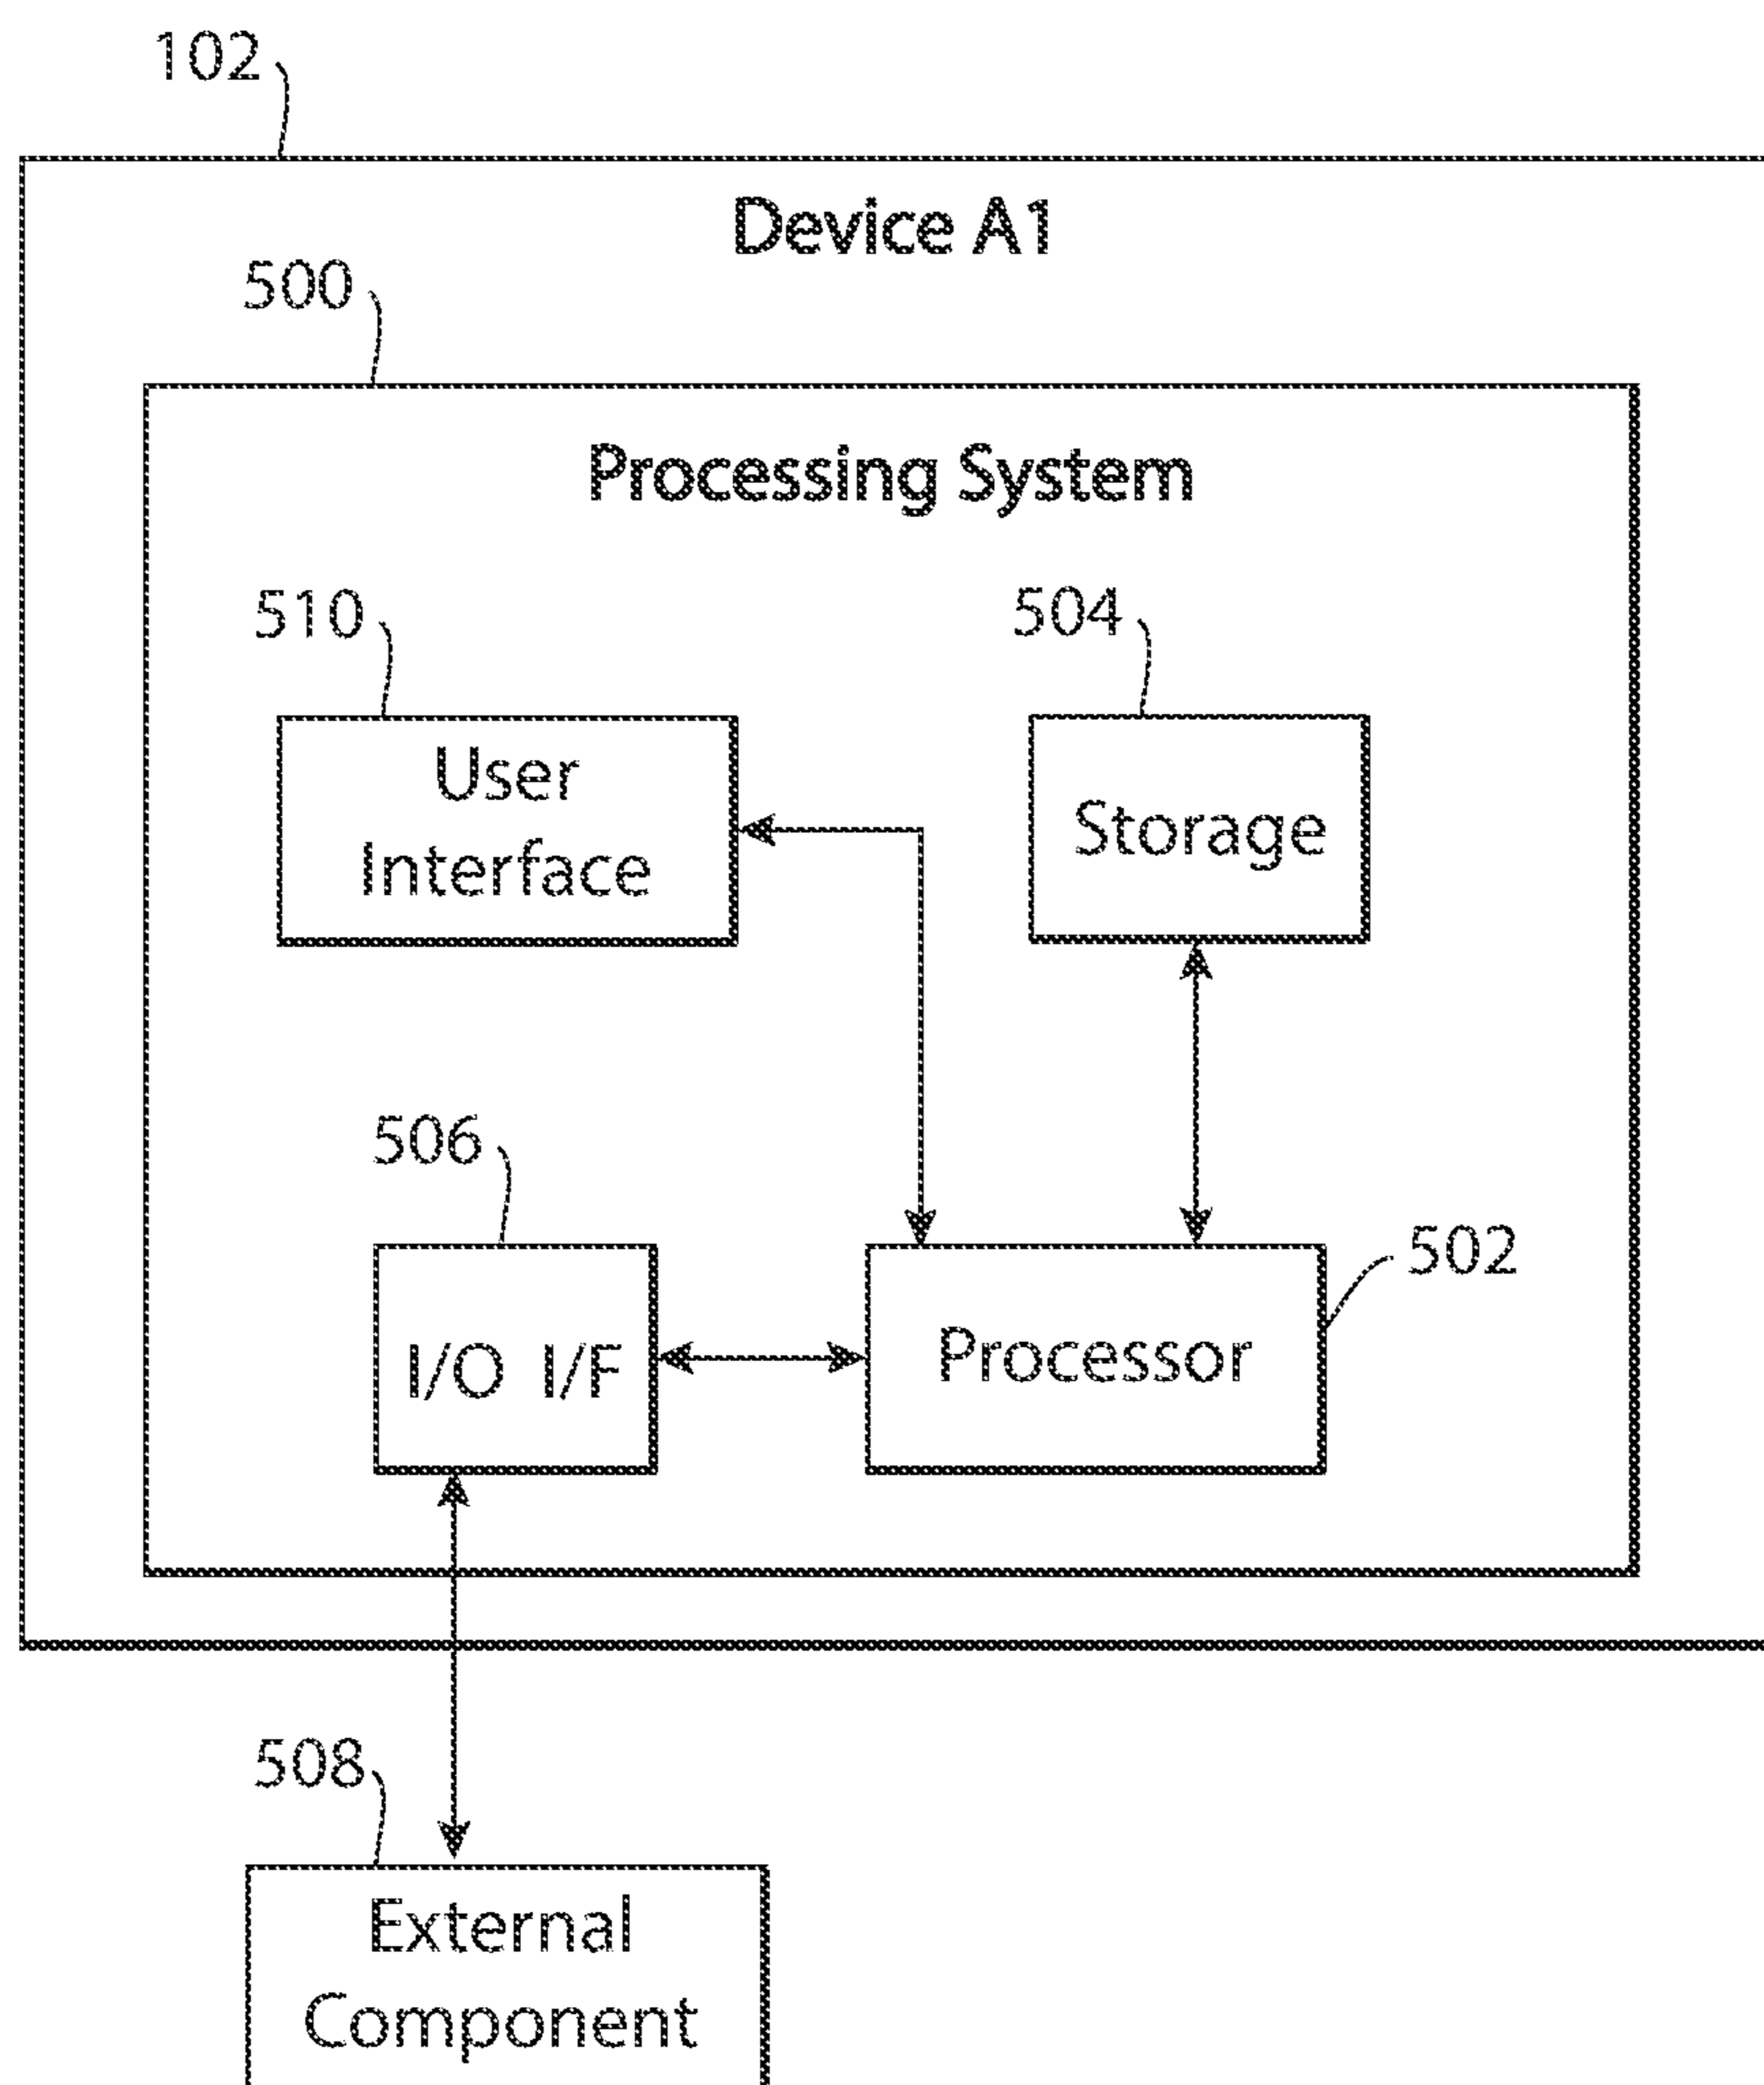 102
Device A1
500
Processing System
510
504
User
Interface
Storage
506
502
I/O I/F
Processor
508
External
Component